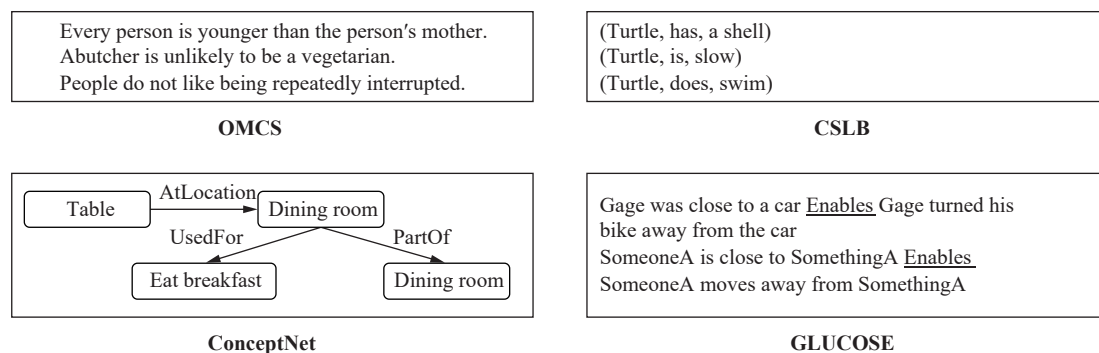 Every person is younger than the person's mother.
Abutcher is unlikely to be a vegetarian.
People do not like being repeatedly interrupted.
OMCS
(Turtle, has, a shell)
(Turtle, is, slow)
(Turtle, does, swim)
CSLB
Table
AtLocation
Dining room
UsedFor
PartOf
Eat breakfast
Dining room
ConceptNet
Gage was close to a car Enables Gage turned his
bike away from the car
SomeoneA is close to SomethingA Enables
SomeoneA moves away from SomethingA
GLUCOSE